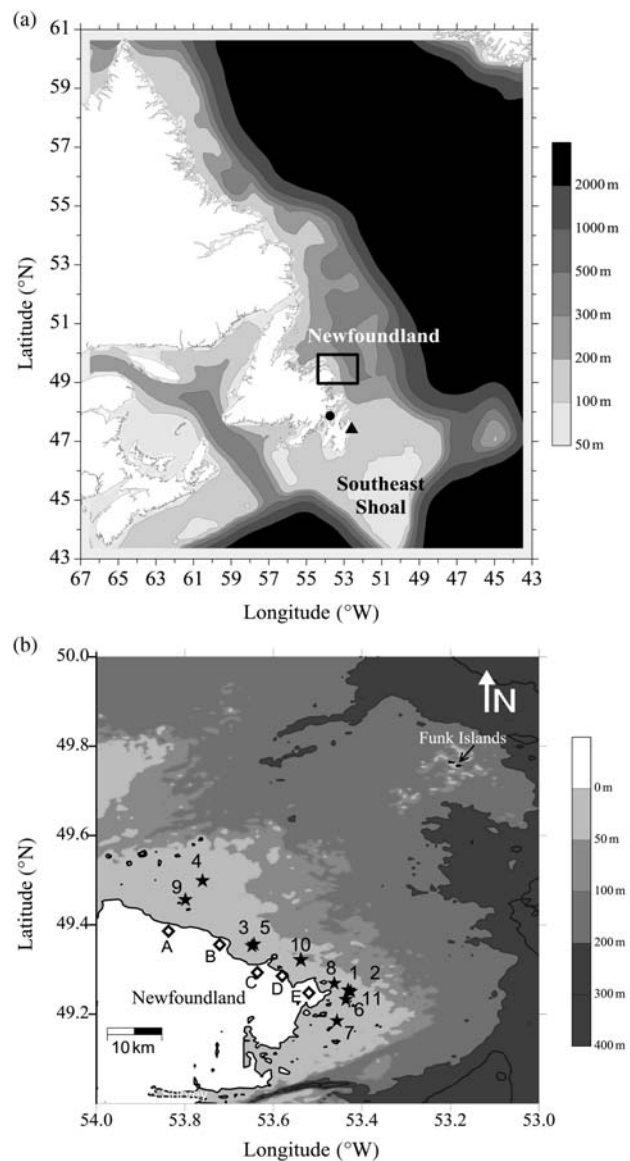 (a)
61
59
57
55
53
51
49
47
45
43
Latitude (°N)
Newfoundland
Southeast
Shoal
67 65 63 61 59 57 55 53 51 49 47 45 43
Longitude (°W)
2000 m
1000 m
500 m
300 m
200 m
100 m
50 m
(b)
50.0
49.8
49.6
49.4
49.2
Latitude (°N)
N
Funk Islands
4
9
3 5
10
8 1 2
11
6
7
A
B
C
D
E
Newfoundland
10 km
54.0 53.8 53.6 53.4 53.2 53.0
Longitude (°W)
0 m
50 m
100 m
200 m
300 m
400 m